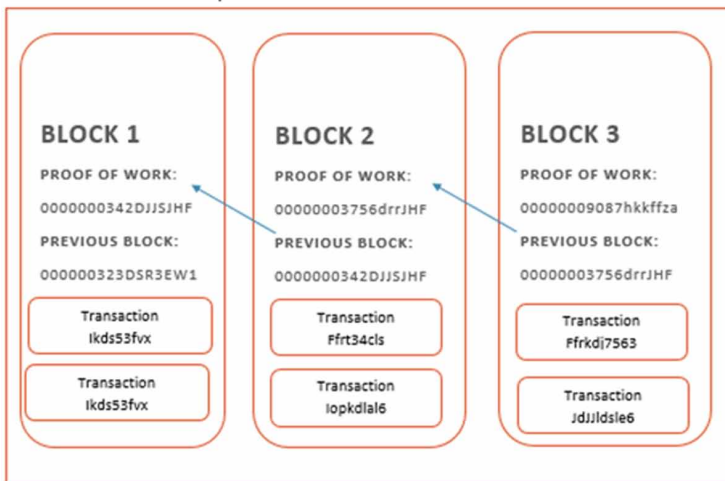 BLOCK 1
PROOF OF WORK:
0000000342DJJSJHF
PREVIOUS BLOCK:
000000323DSR3EW1
Transaction
Ikds53fvx
Transaction
Ikds53fvx
BLOCK 2
PROOF OF WORK:
00000003756drrJHF
PREVIOUS BLOCK:
0000000342DJJSJHF
Transaction
Ffrt34cls
Transaction
Iopkdlal6
BLOCK 3
PROOF OF WORK:
00000009087hkkffza
PREVIOUS BLOCK:
00000003756drrJHF
Transaction
Ffrkdj7563
Transaction
JdJJldsle6